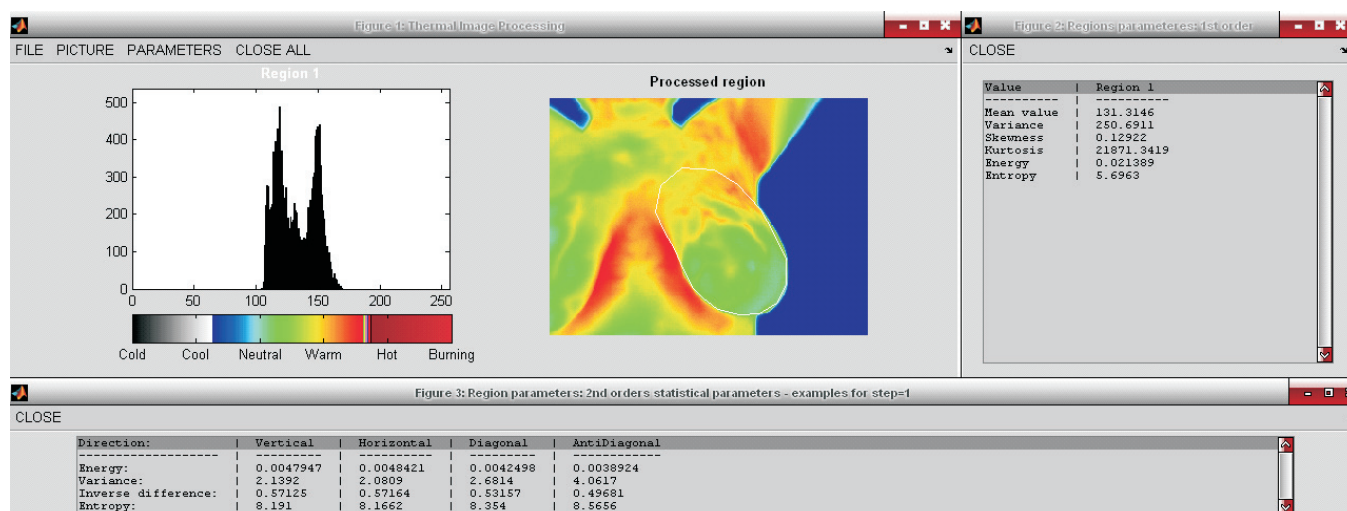 Figure 1: Thermal Image Processing
FILE PICTURE PARAMETERS CLOSE ALL
Region 1
500
400
300
200
100
0
0 50 100 150 200 250
Cold Cool Neutral Warm Hot Burning
Processed region
Figure 2: Regions parameteres: 1st order
CLOSE
Value | Region 1
---------- | ----------
Mean value | 131.3146
Variance | 250.6911
Skewness | 0.12922
Kurtosis | 21871.3419
Energy | 0.021389
Entropy | 5.6963
Figure 3: Region parameters: 2nd orders statistical parameters - examples for step=1
CLOSE
Direction: | Vertical | Horizontal | Diagonal | AntiDiagonal
------------------- | --------- | ----------- | --------- | -------------
Energy: | 0.0047947 | 0.0048421 | 0.0042498 | 0.0038924
Variance: | 2.1392 | 2.0809 | 2.6814 | 4.0617
Inverse difference: | 0.57125 | 0.57164 | 0.53157 | 0.49681
Entropy: | 8.191 | 8.1662 | 8.354 | 8.5656